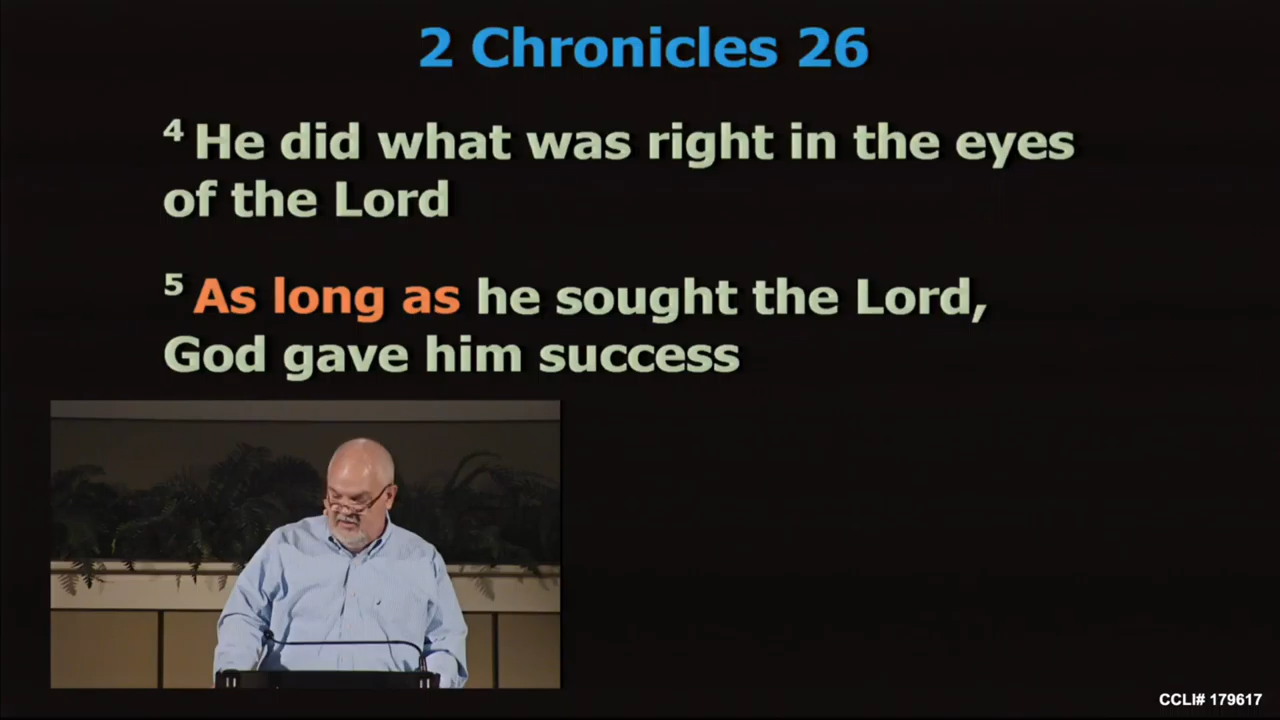 2 Chronicles 26
4 He did what was right in the eyes
of the Lord
5 As long as he sought the Lord,
God gave him success
CCLI# 179617